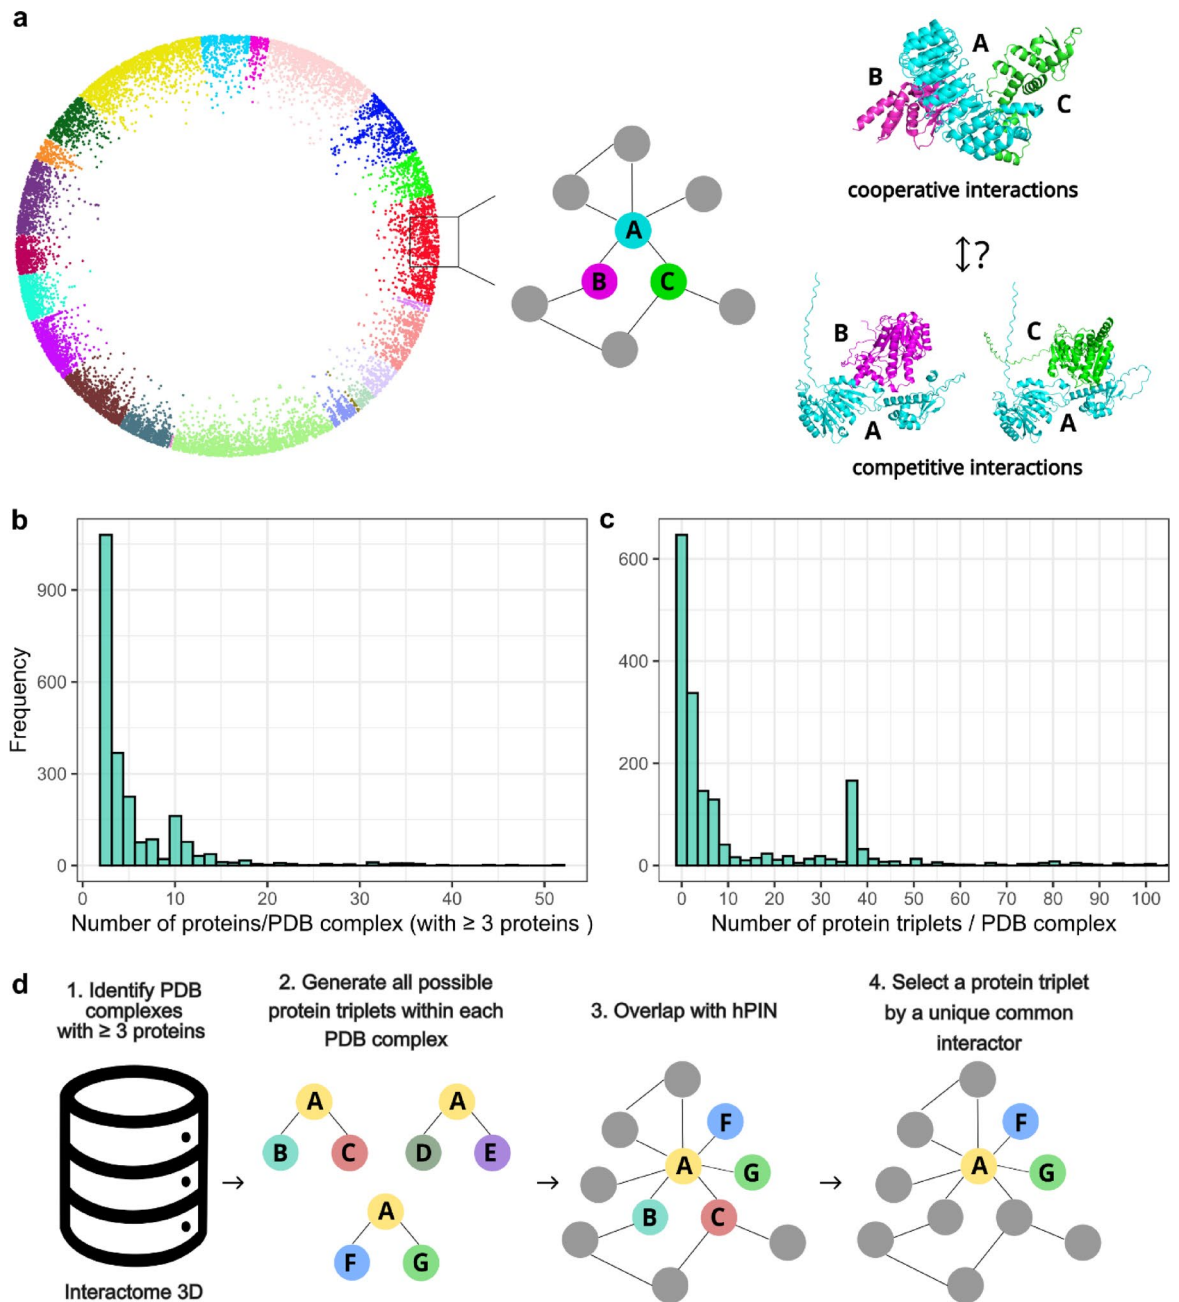 a
A
B
C
cooperative interactions
?
A
B
C
B
C
A
A
competitive interactions
b
c
Frequency
900
600
300
0
0
10
20
30
40
50
Number of proteins/PDB complex (with ≥ 3 proteins )
600
400
200
0
0
10
20
30
40
50
60
70
80
90
100
Number of protein triplets / PDB complex
d
1. Identify PDB
complexes
with ≥ 3 proteins
Interactome 3D
2. Generate all possible
protein triplets within each
PDB complex
A
B
C
A
D
E
A
F
G
3. Overlap with hPIN
F
A
G
B
C
4. Select a protein triplet
by a unique common
interactor
F
A
G